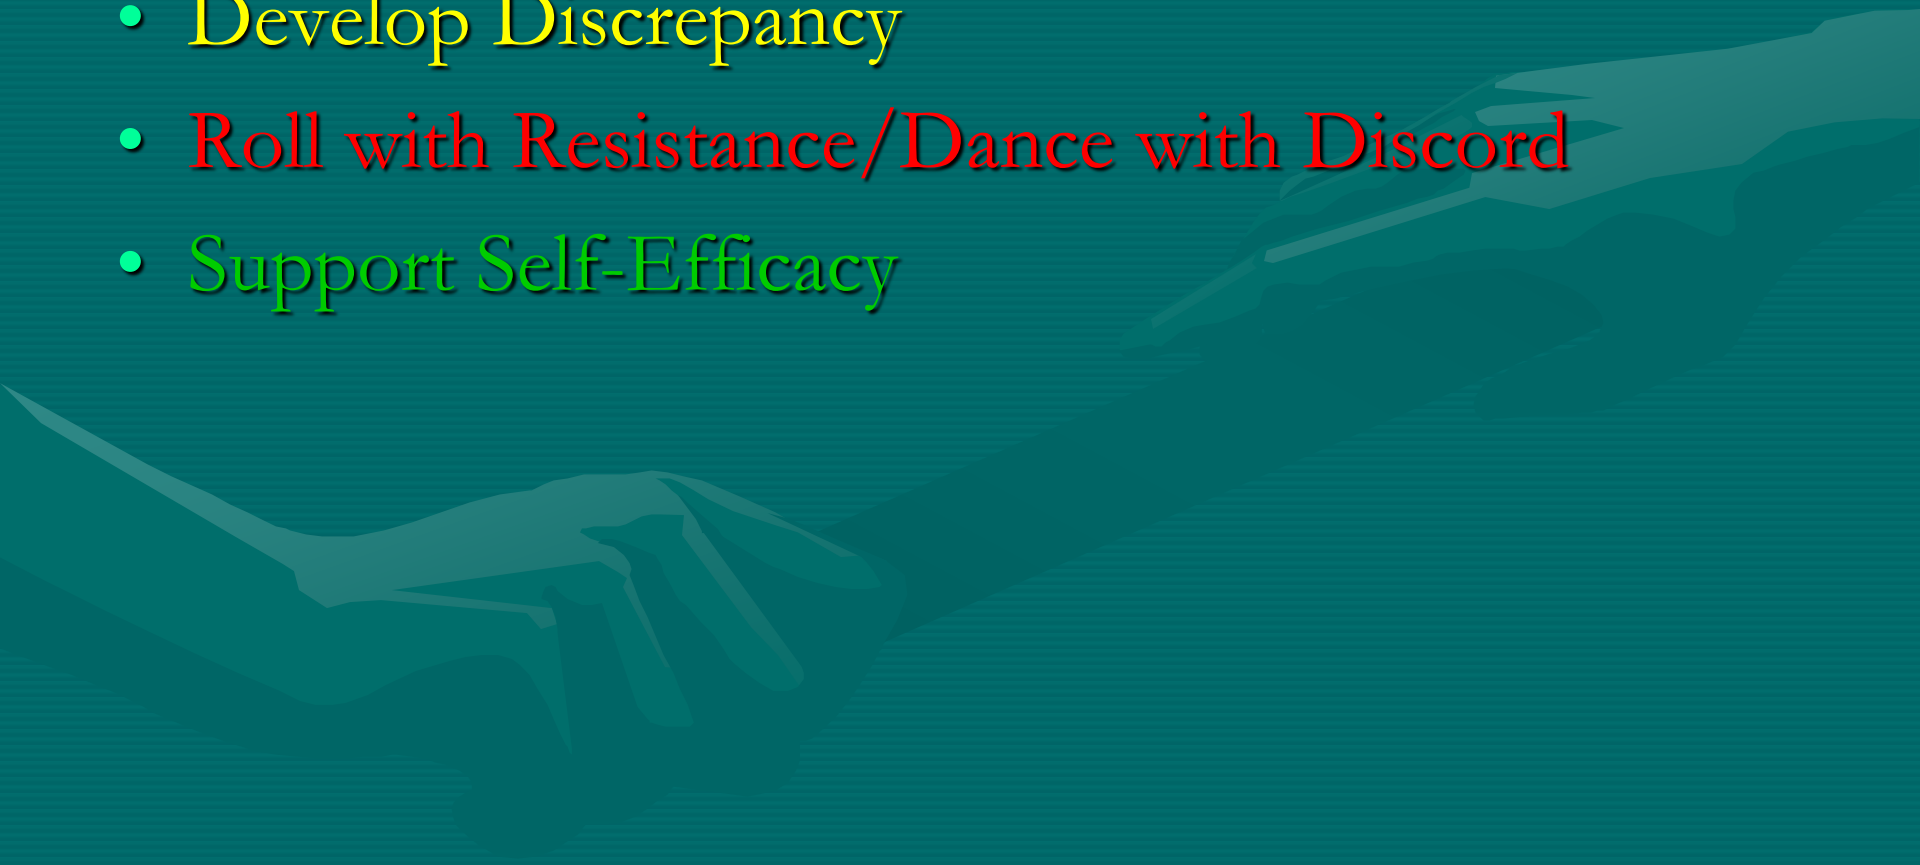 • Develop Discrepancy
• Roll with Resistance/Dance with Discord
• Support Self-Efficacy